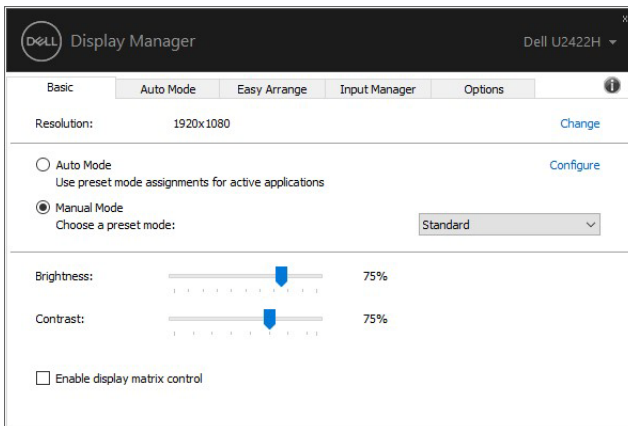 DELL Display Manager Dell U2422H
x
Basic Auto Mode Easy Arrange Input Manager Options i
Resolution: 1920x1080 Change
Auto Mode Configure
Use preset mode assignments for active applications
Manual Mode
Choose a preset mode: Standard
Brightness: 75%
Contrast: 75%
Enable display matrix control